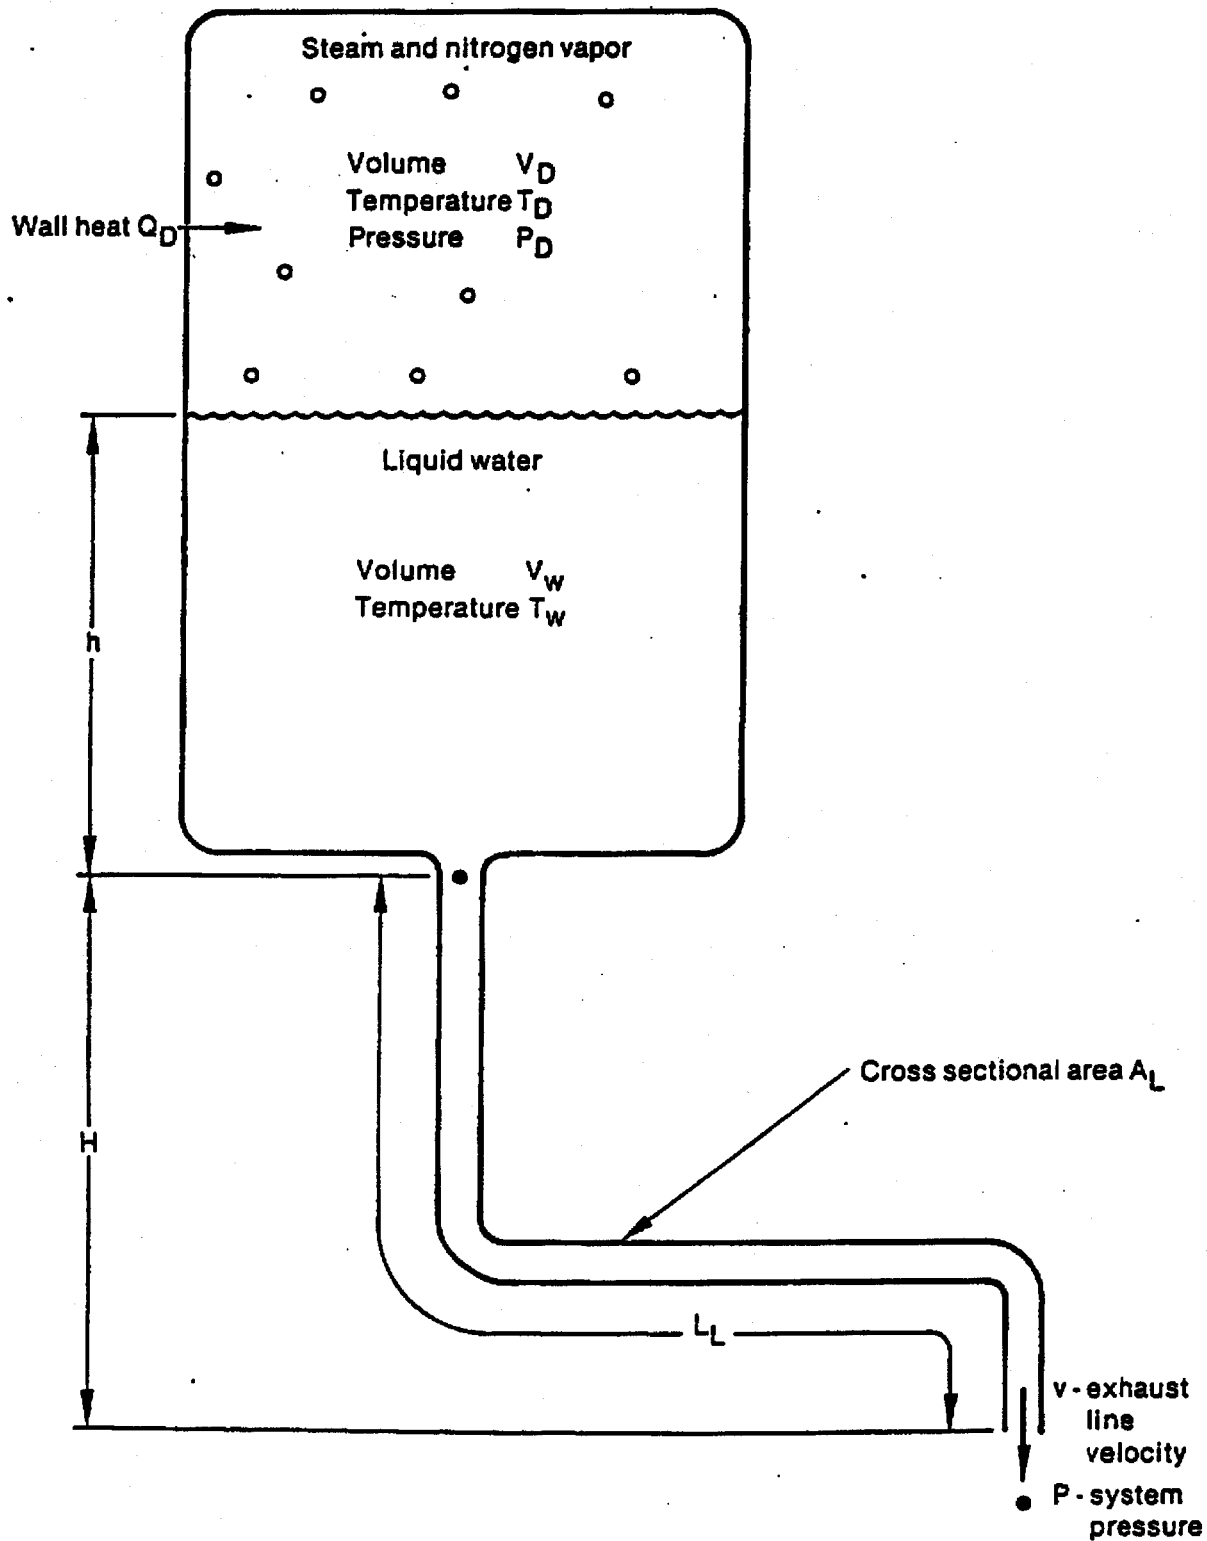 Steam and nitrogen vapor
Volume V_D
Temperature T_D
Pressure P_D
Wall heat Q_D
Liquid water
Volume V_w
Temperature T_w
h
H
Cross sectional area A_L
L_L
v - exhaust
line
velocity
P - system
pressure